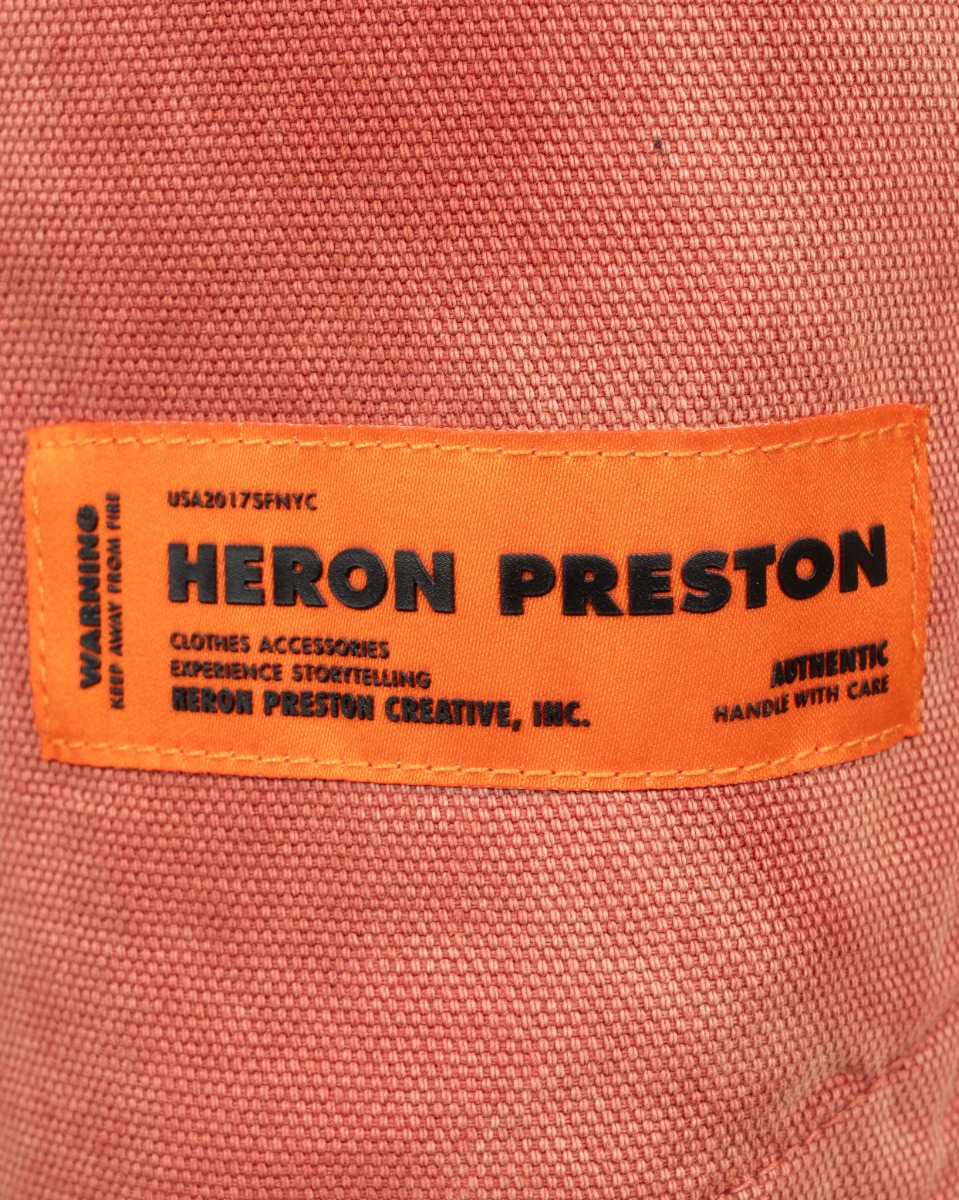 WARNING
KEEP AWAY FROM FIRE
USA2017SFNYC
HERON PRESTON
CLOTHES ACCESSORIES
EXPERIENCE STORYTELLING
HERON PRESTON CREATIVE, INC.
AUTHENTIC
HANDLE WITH CARE